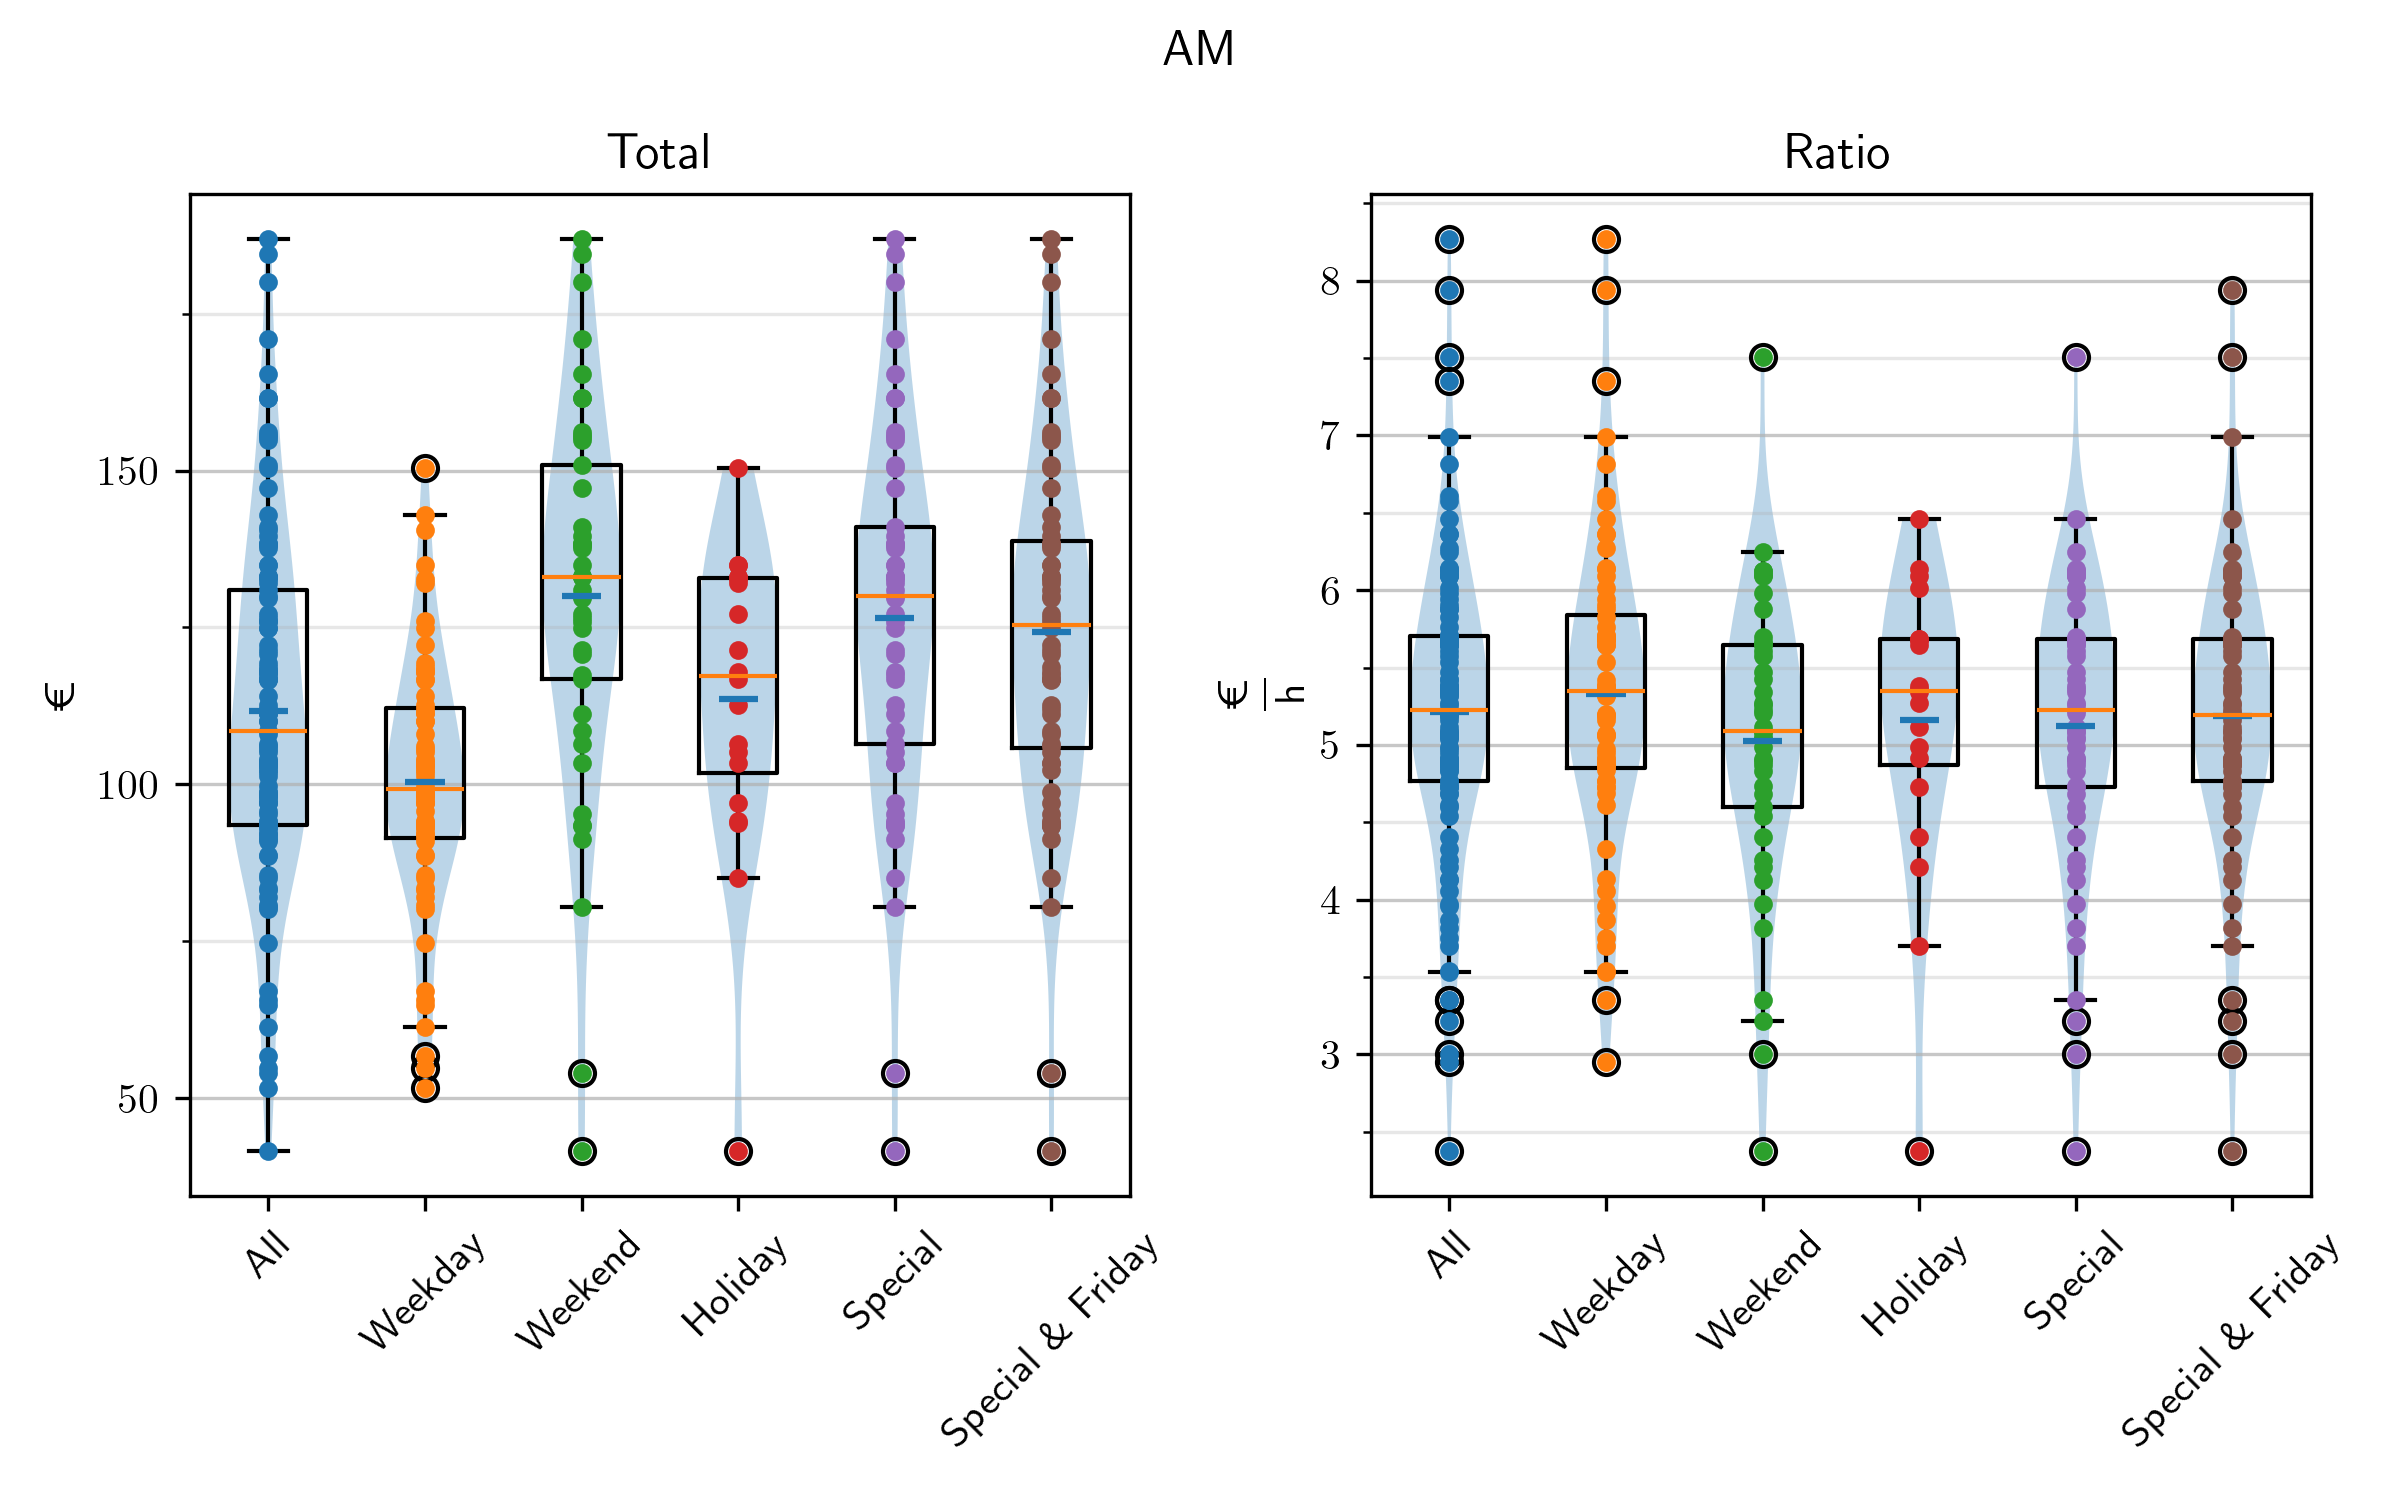 AM
Total
€
150
100
50
All
Weekday
Weekend
Holiday
Special
Special & Friday
Ratio
€
h
8
7
6
5
4
3
All
Weekday
Weekend
Holiday
Special
Special & Friday